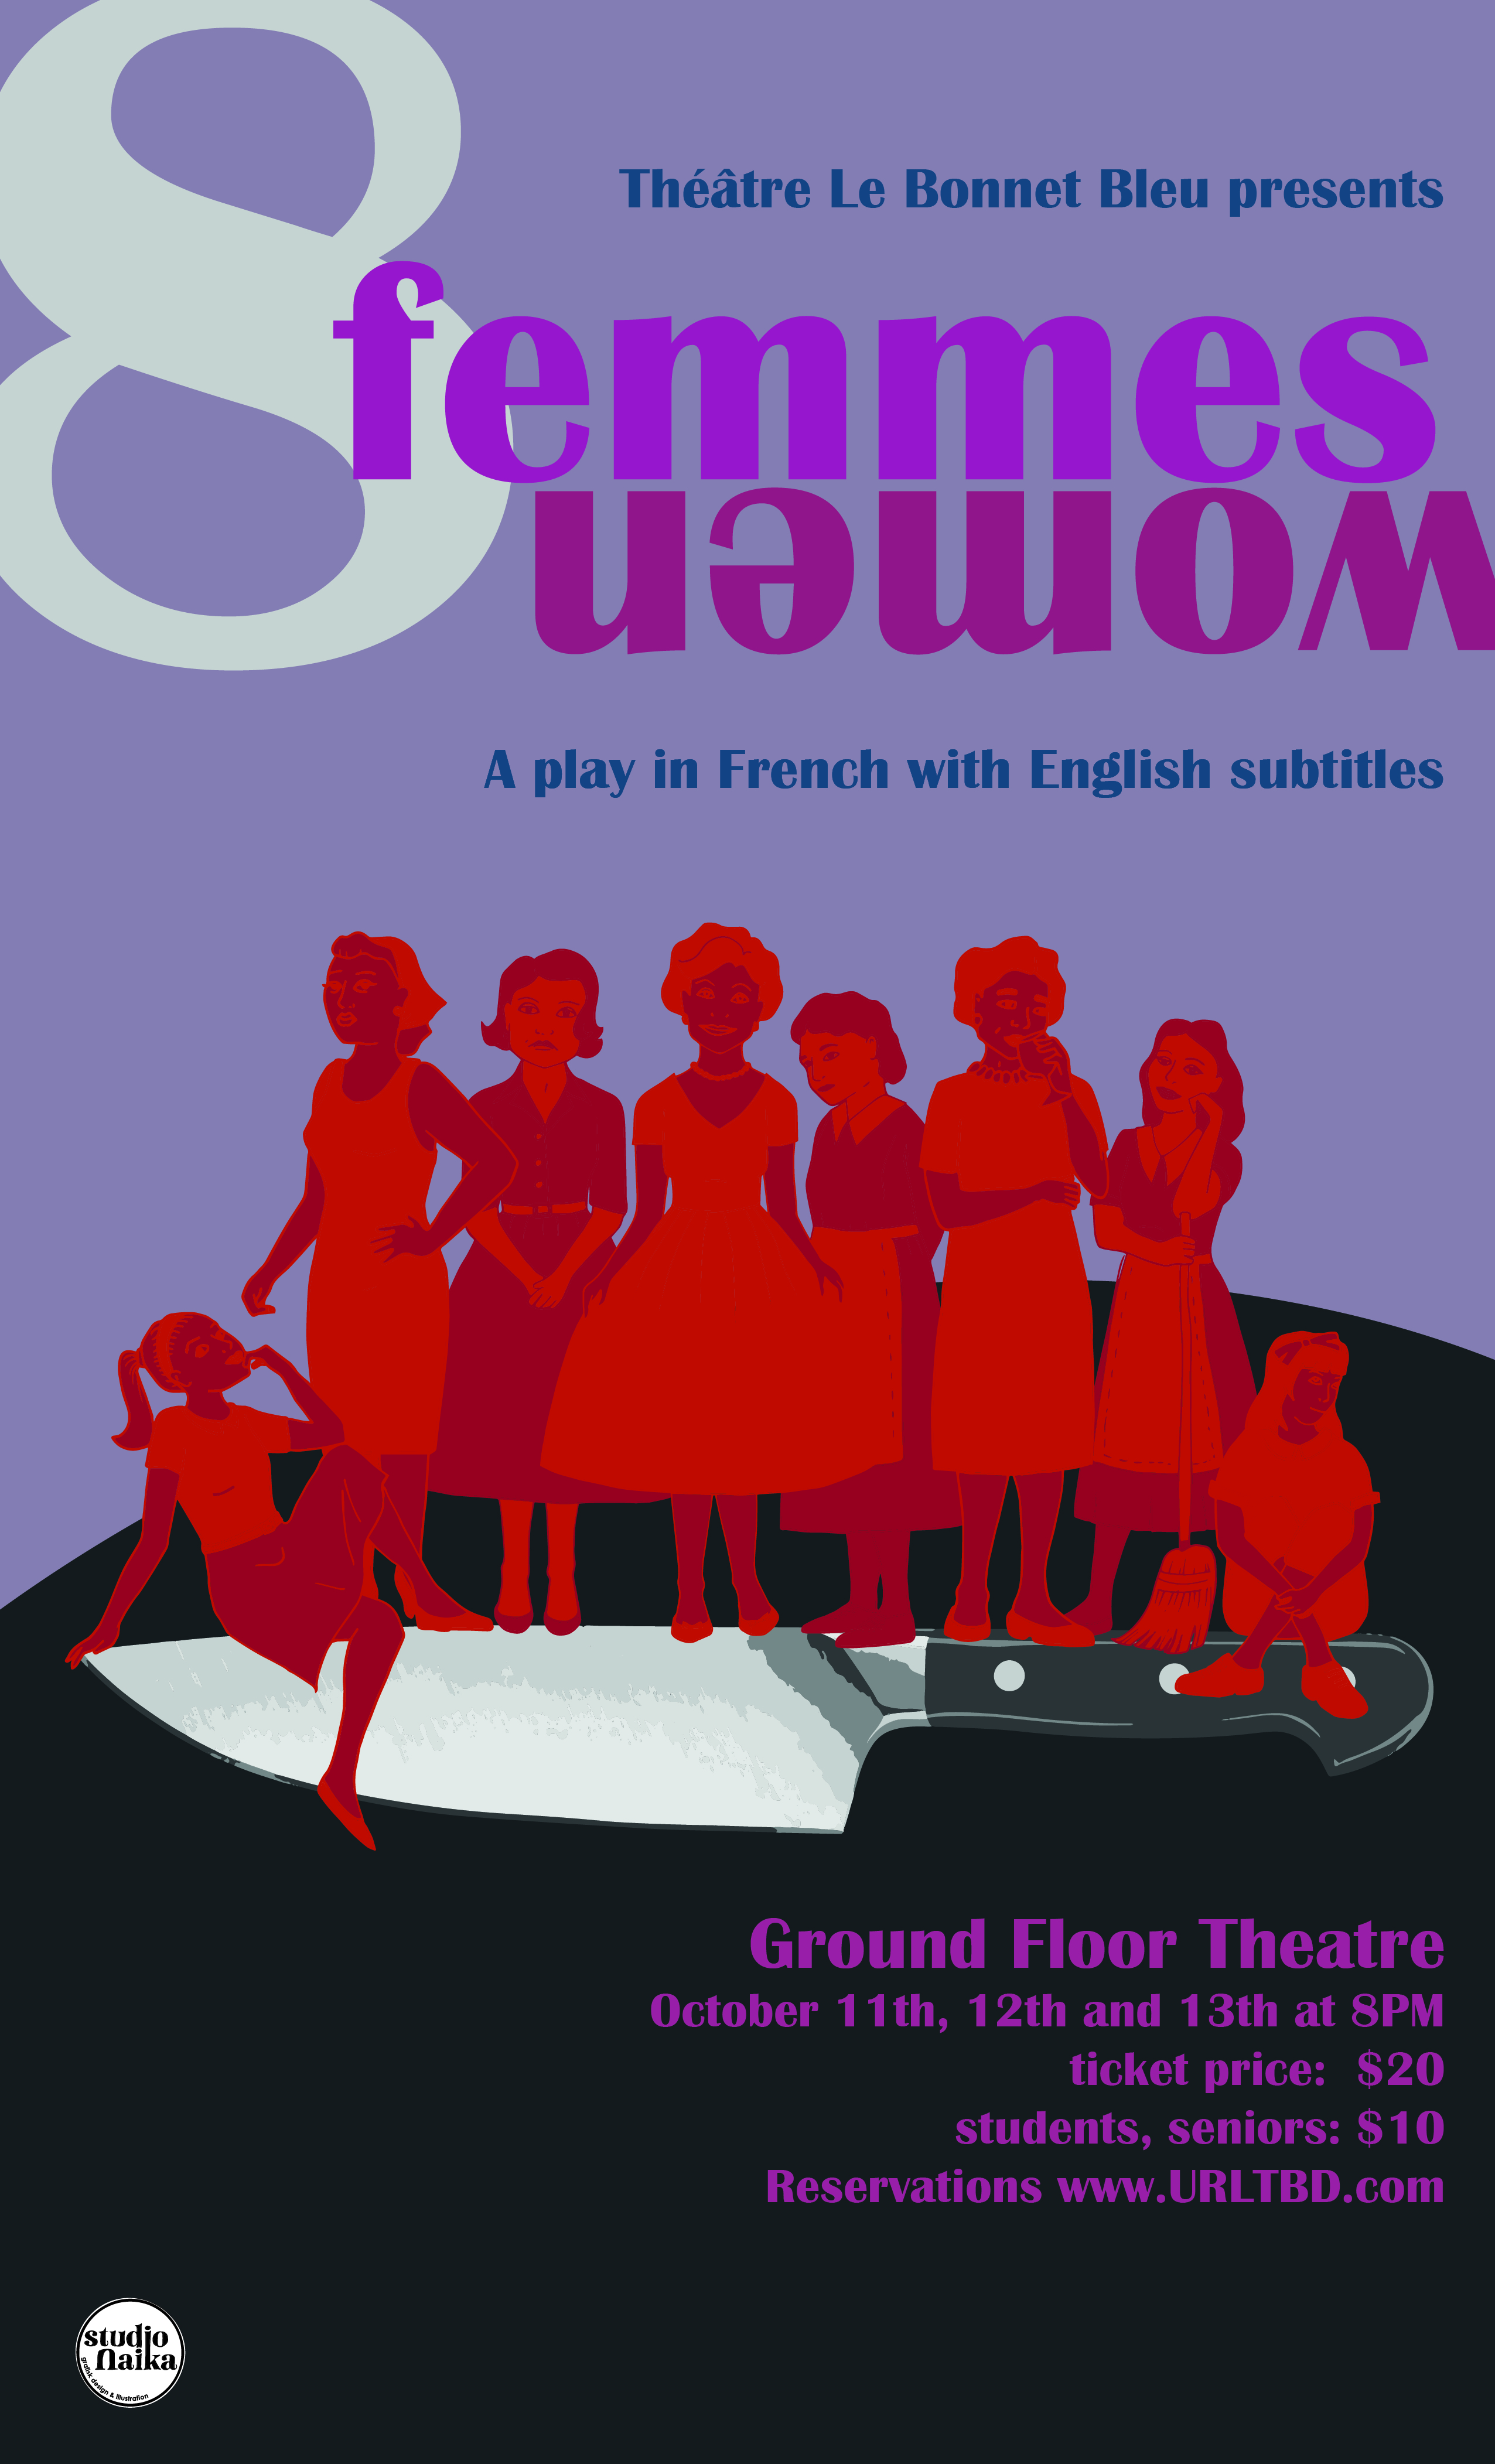 Théâtre Le Bonnet Bleu presents
8 femmes
women
A play in French with English subtitles
Ground Floor Theatre
October 11th, 12th and 13th at 8PM
ticket price: $20
students, seniors: $10
Reservations www.URLTBD.com
studio
naika
grafisk design & illustration